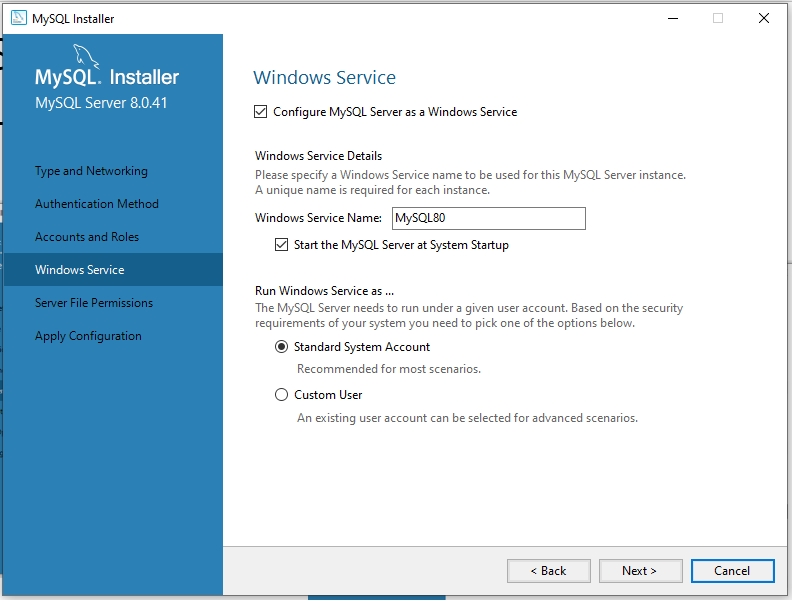 MySQL Installer
MySQL® Installer
MySQL Server 8.0.41
Type and Networking
Authentication Method
Accounts and Roles
Windows Service
Server File Permissions
Apply Configuration
Windows Service
Configure MySQL Server as a Windows Service
Windows Service Details
Please specify a Windows Service name to be used for this MySQL Server instance.
A unique name is required for each instance.
Windows Service Name: MySQL80
Start the MySQL Server at System Startup
Run Windows Service as ...
The MySQL Server needs to run under a given user account. Based on the security
requirements of your system you need to pick one of the options below.
Standard System Account
Recommended for most scenarios.
Custom User
An existing user account can be selected for advanced scenarios.
< Back Next > Cancel